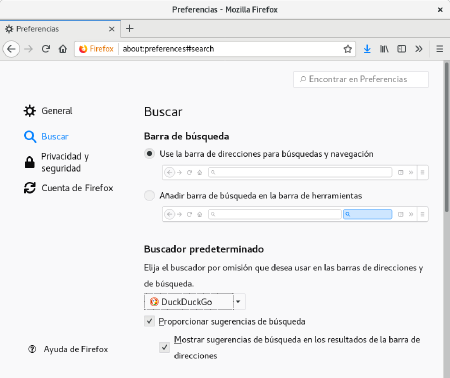 Preferencias - Mozilla Firefox
Preferencias
Firefox
about:preferences#search
Encontrar en Preferencias
General
Buscar
Privacidad y
seguridad
Cuenta de Firefox
Ayuda de Firefox
Buscar
Barra de búsqueda
Use la barra de direcciones para búsquedas y navegación
Añadir barra de búsqueda en la barra de herramientas
Buscador predeterminado
Elija el buscador por omisión que desea usar en las barras de direcciones y
de búsqueda.
DuckDuckGo
Proporcionar sugerencias de búsqueda
Mostrar sugerencias de búsqueda en los resultados de la barra de
direcciones